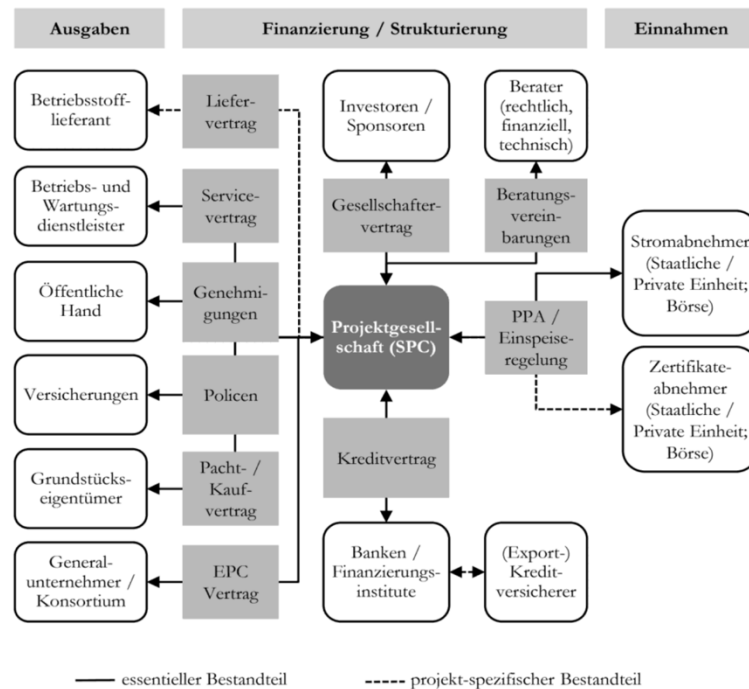 Ausgaben
Finanzierung / Strukturierung
Einnahmen
Betriebsstoff-
lieferant
Liefer-
vertrag
Investoren /
Sponsoren
Berater
(rechtlich,
finanziell,
technisch)
Betriebs- und
Wartungs-
dienstleister
Service-
vertrag
Gesellschafter-
vertrag
Beratungs-
verein-
barungen
Stromabnehmer
(Staatliche /
Private Einheit;
Börse)
Öffentliche
Hand
Genehmi-
gungen
Projektgesell-
schaft (SPC)
PPA /
Einspeise-
regelung
Versicherungen
Policen
Zertifikate-
abnehmer
(Staatliche /
Private Einheit;
Börse)
Grundstücks-
eigentümer
Pacht- /
Kauf-
vertrag
Kreditvertrag
General-
unternehmer /
Konsortium
EPC
Vertrag
Banken /
Finanzierungs-
institute
(Export-)
Kredit-
versicherer
essentieller Bestandteil
projekt-spezifischer Bestandteil